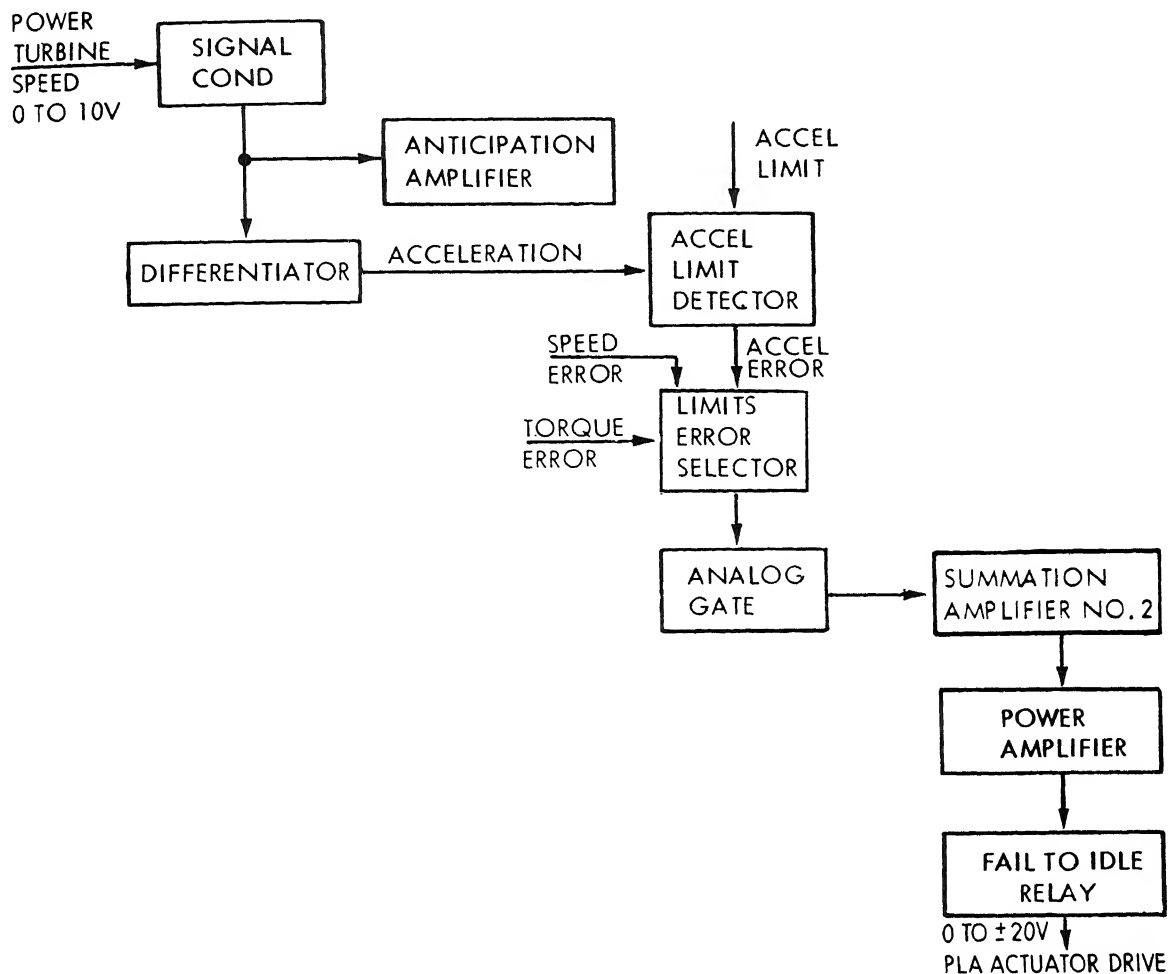 POWER
TURBINE
SPEED
0 TO 10V
SIGNAL
COND
ANTICIPATION
AMPLIFIER
ACCEL
LIMIT
DIFFERENTIATOR
ACCELERATION
ACCEL
LIMIT
DETECTOR
SPEED
ERROR
ACCEL
ERROR
TORQUE
ERROR
LIMITS
ERROR
SELECTOR
ANALOG
GATE
SUMMATION
AMPLIFIER NO. 2
POWER
AMPLIFIER
FAIL TO IDLE
RELAY
0 TO ±20V
PLA ACTUATOR DRIVE